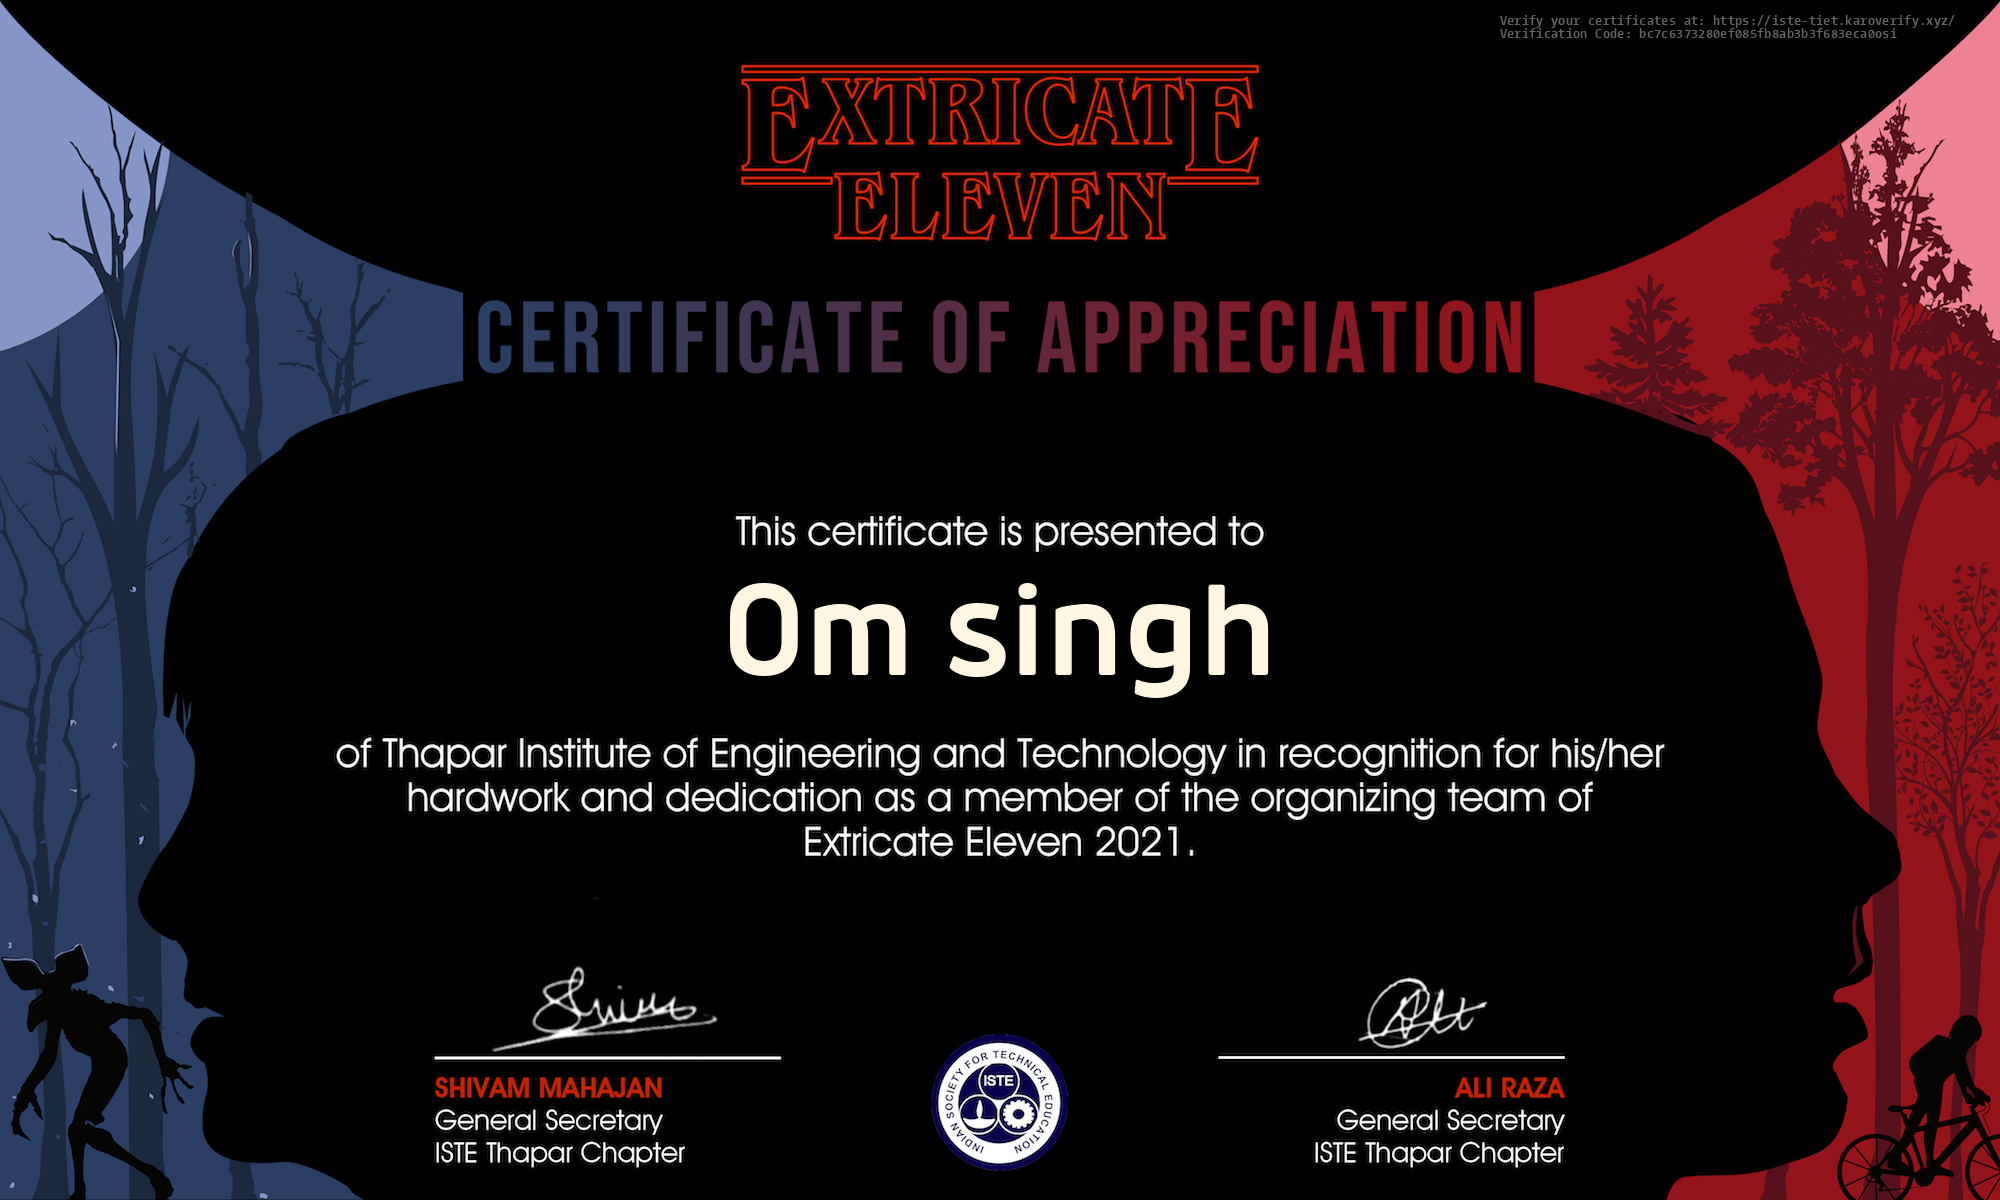 Verify your certificates at: https://iste-tiet.karoverify.xyz/
Verification Code: bc7c6373280ef085fb8ab3b3f683eca0osi
EXTRICATE
ELEVEN
CERTIFICATE OF APPRECIATION
This certificate is presented to
Om singh
of Thapar Institute of Engineering and Technology in recognition for his/her
hardwork and dedication as a member of the organizing team of
Extricate Eleven 2021.
SHIVAM MAHAJAN
General Secretary
ISTE Thapar Chapter
INDIAN SOCIETY FOR TECHNICAL EDUCATION
ISTE
ALI RAZA
General Secretary
ISTE Thapar Chapter